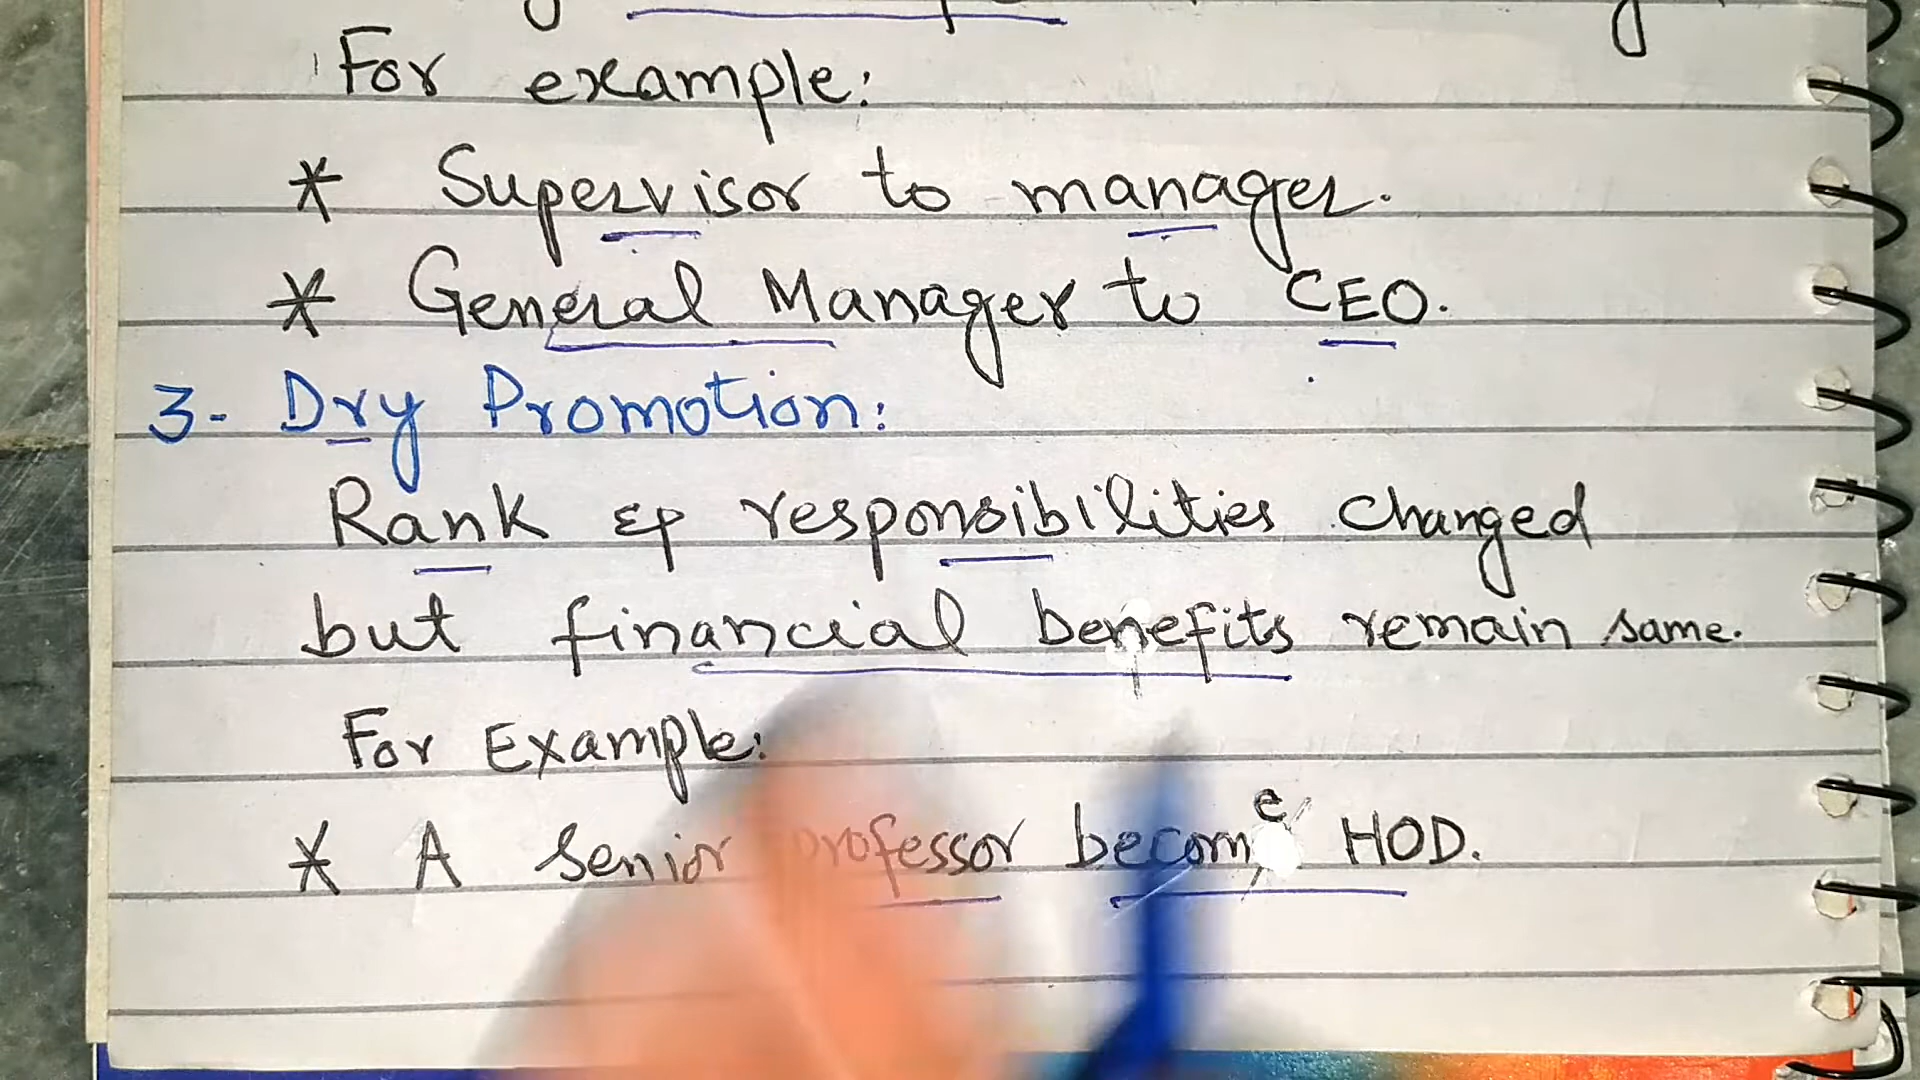 For example:
* Supervisor to manager.
* General Manager to CEO.
3- Dry Promotion:
Rank & responsibilities changed
but financial benefits remain same.
For Example:
* A senior professor become HOD.